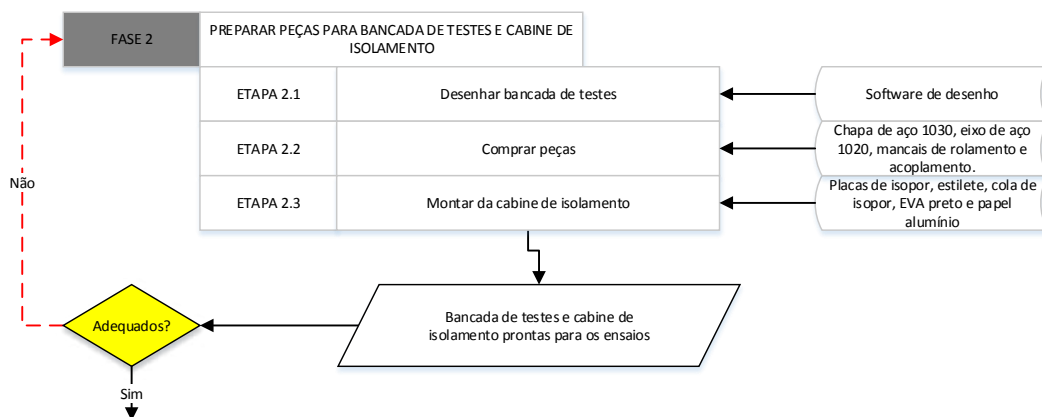 FASE 2
PREPARAR PEÇAS PARA BANCADA DE TESTES E CABINE DE
ISOLAMENTO
ETAPA 2.1
Desenhar bancada de testes
Software de desenho
ETAPA 2.2
Comprar peças
Chapa de aço 1030, eixo de aço
1020, mancais de rolamento e
acoplamento.
Não
ETAPA 2.3
Montar da cabine de isolamento
Placas de isopor, estilete, cola de
isopor, EVA preto e papel
alumínio
Adequados?
Bancada de testes e cabine de
isolamento prontas para os ensaios
Sim